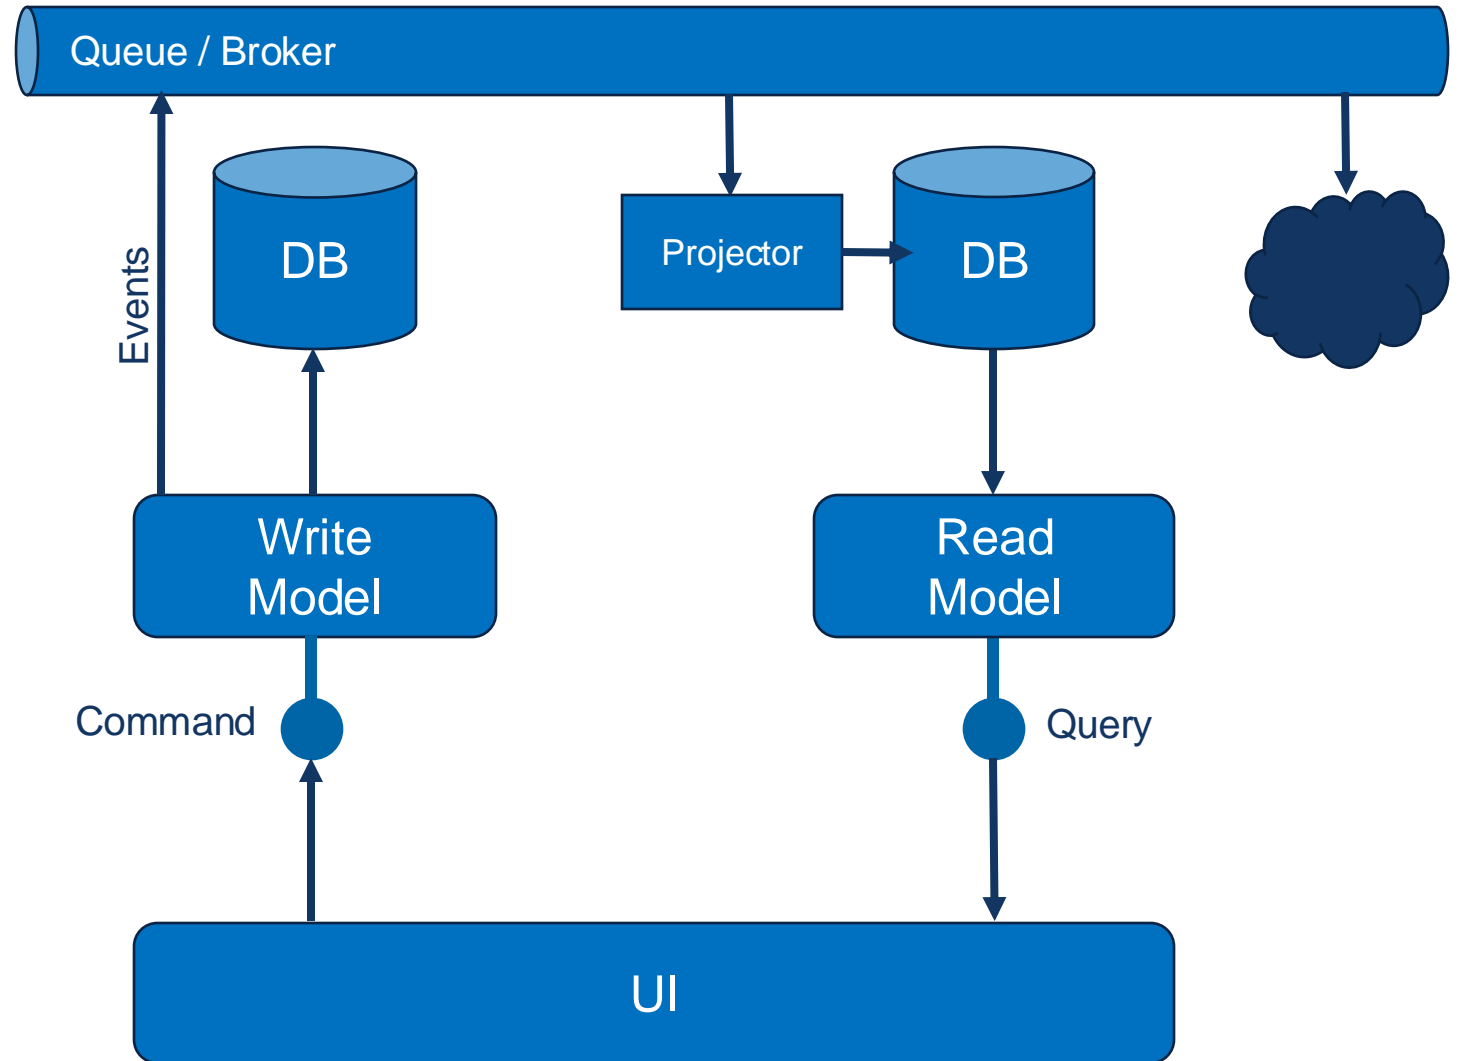 Queue / Broker
Events
DB
Projector
DB
Write
Model
Read
Model
Command
Query
UI